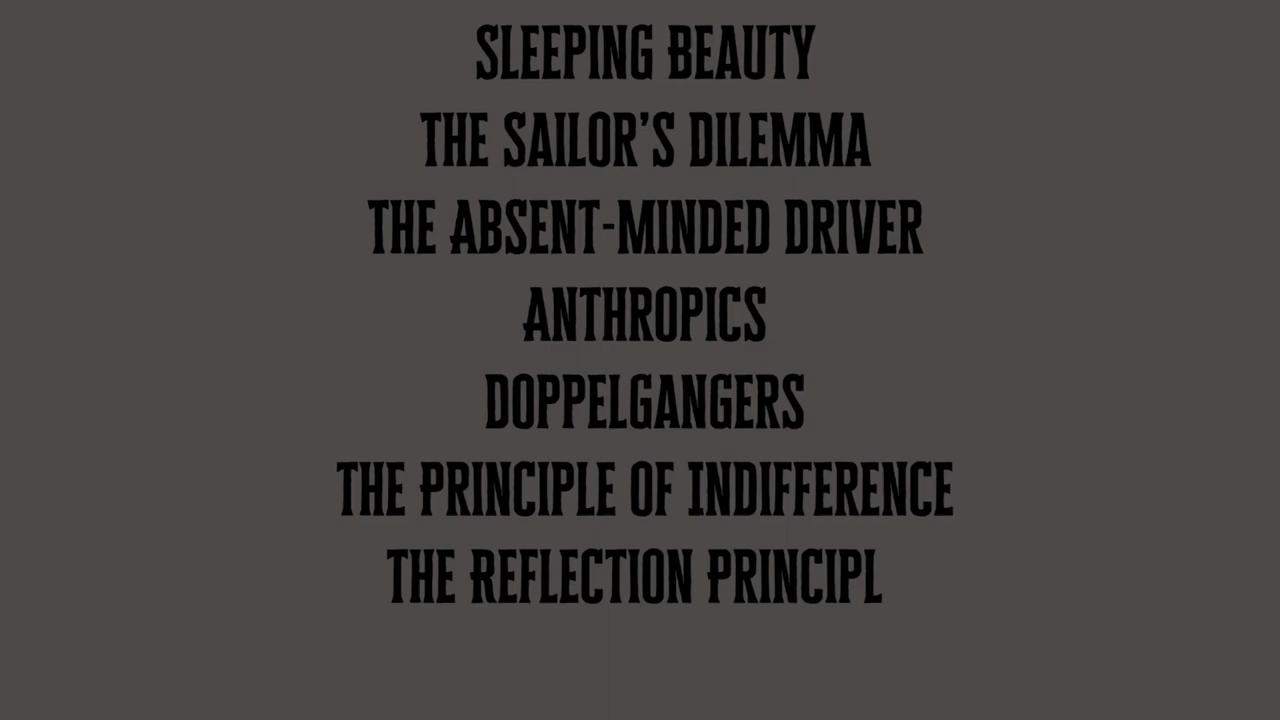 SLEEPING BEAUTY
THE SAILOR'S DILEMMA
THE ABSENT-MINDED DRIVER
ANTHROPICS
DOPPELGANGERS
THE PRINCIPLE OF INDIFFERENCE
THE REFLECTION PRINCIPL